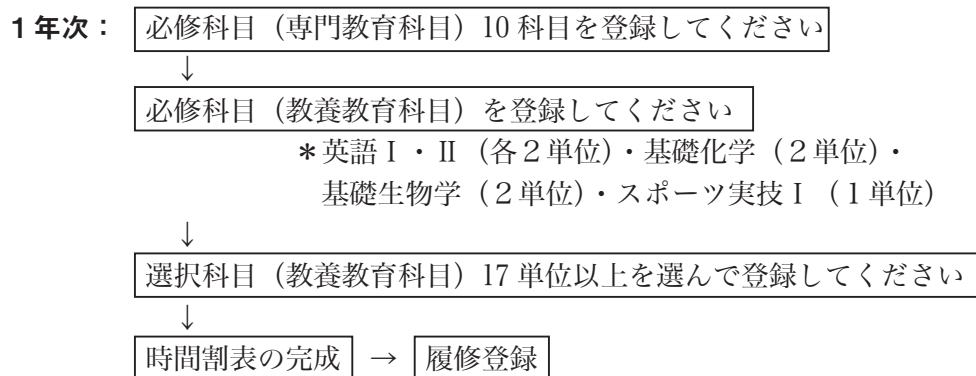 1年次： 必修科目（専門教育科目）10科目を登録してください
↓
必修科目（教養教育科目）を登録してください
＊英語Ⅰ・Ⅱ（各２単位）・基礎化学（２単位）・
基礎生物学（２単位）・スポーツ実技Ⅰ（１単位）
↓
選択科目（教養教育科目）17単位以上を選んで登録してください
↓
時間割表の完成 → 履修登録